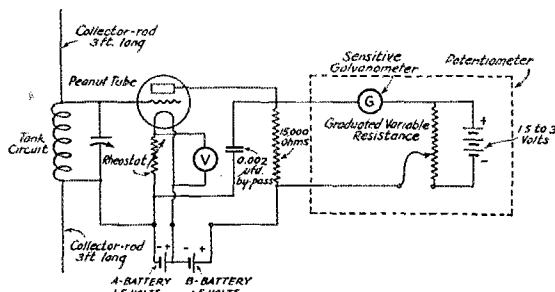 Collector-rod
3 ft. long
Peanut Tube
Tank
Circuit
Rheostat
V
0.002
mfd.
by-pass
15,000
ohms
Sensitive
Galvanometer
G
Graduated Variable
Resistance
Potentiometer
+
-
1.5 to 3
Volts
Collector-rod
3 ft. long
- +
- +
A-BATTERY
B-BATTERY